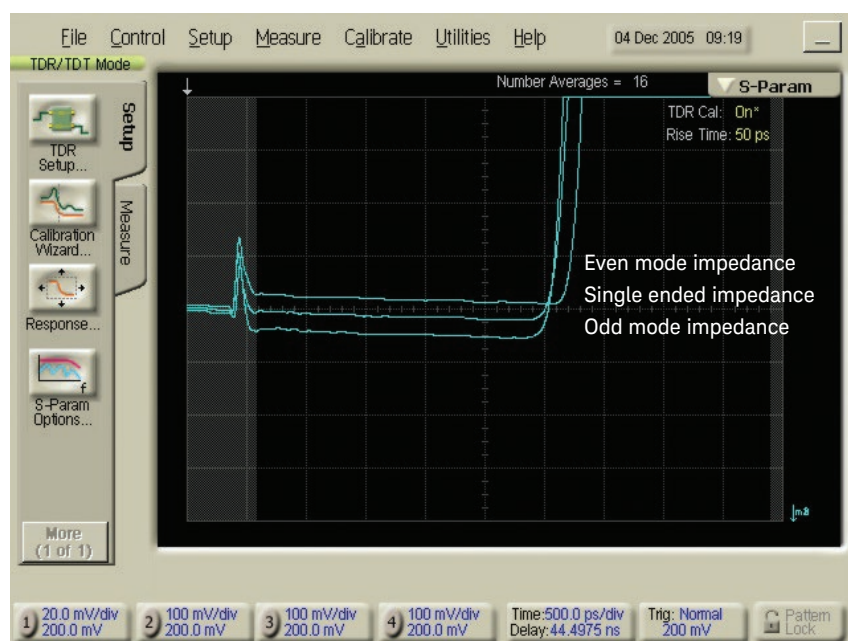 File Control Setup Measure Calibrate Utilities Help 04 Dec 2005 09:19
TDR/TDT Mode
Number Averages = 16
S-Param
TDR Cal: On*
Rise Time: 50 ps
Setup
Measure
TDR
Setup...
Calibration
Wizard...
Response...
f
S-Param
Options...
More
(1 of 1)
Even mode impedance
Single ended impedance
Odd mode impedance
1) 20.0 mV/div
200.0 mV
2) 100 mV/div
200.0 mV
3) 100 mV/div
200.0 mV
4) 100 mV/div
200.0 mV
Time:500.0 ps/div
Delay:44.4975 ns
Trig: Normal
200 mV
Pattern
Lock